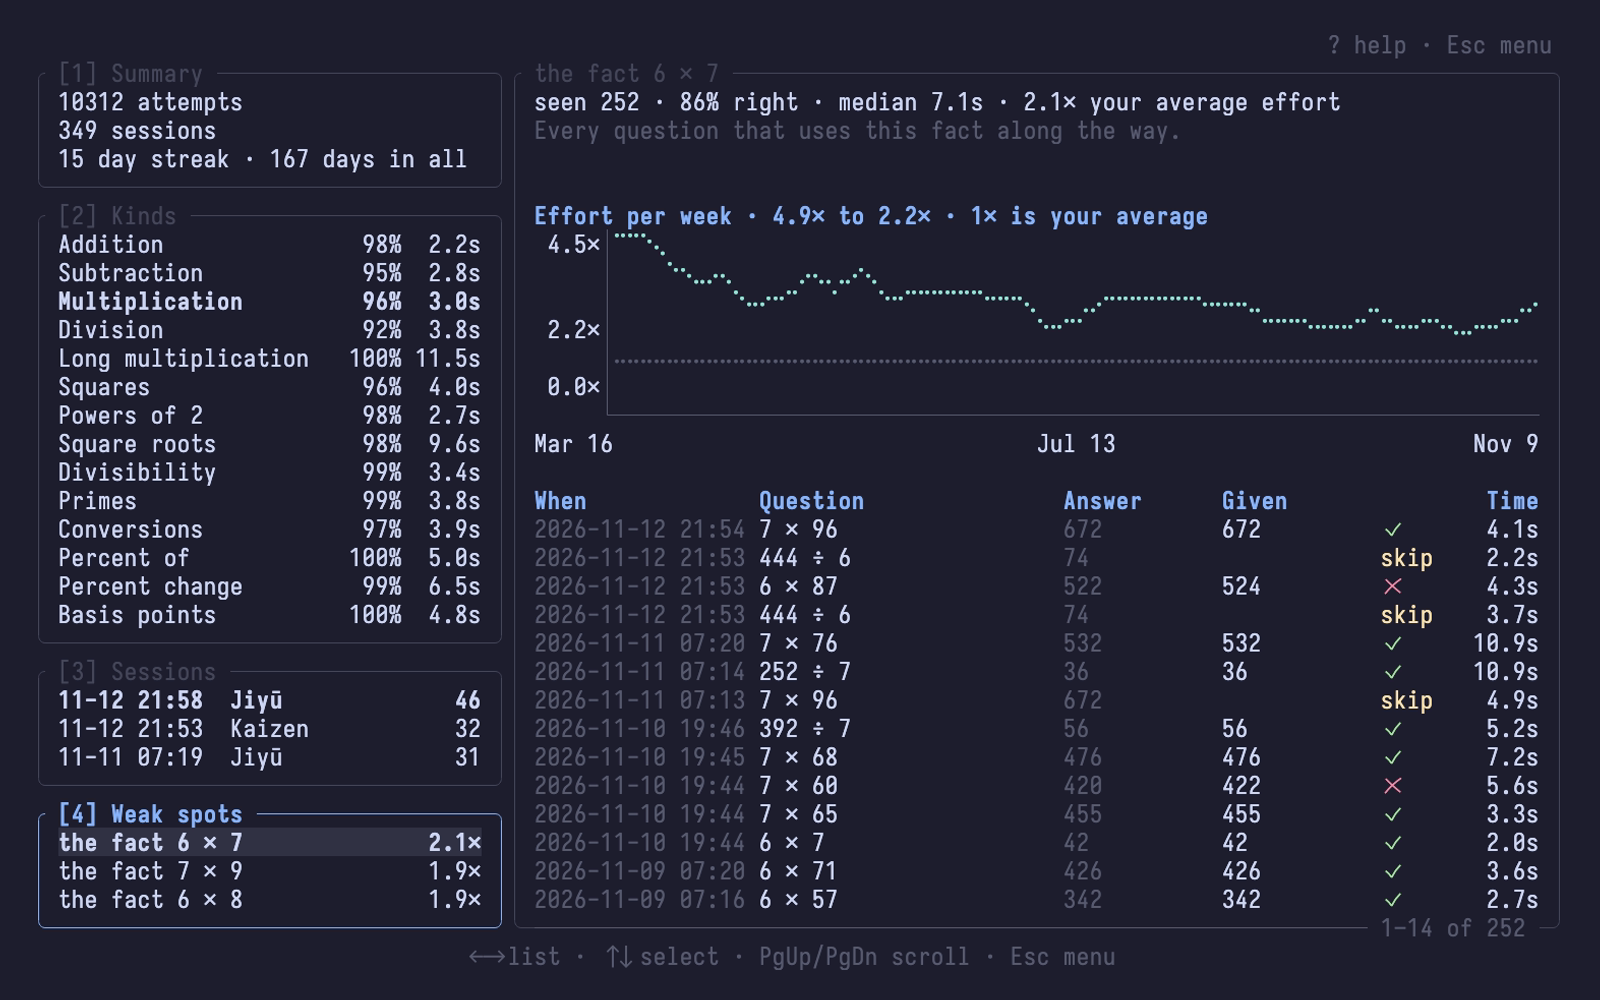 ? help · Esc menu
[1] Summary
10312 attempts
349 sessions
15 day streak · 167 days in all
[2] Kinds
Addition 98% 2.2s
Subtraction 95% 2.8s
Multiplication 96% 3.0s
Division 92% 3.8s
Long multiplication 100% 11.5s
Squares 96% 4.0s
Powers of 2 98% 2.7s
Square roots 98% 9.6s
Divisibility 99% 3.4s
Primes 99% 3.8s
Conversions 97% 3.9s
Percent of 100% 5.0s
Percent change 99% 6.5s
Basis points 100% 4.8s
[3] Sessions
11-12 21:58 Jiyū 46
11-12 21:53 Kaizen 32
11-11 07:19 Jiyū 31
[4] Weak spots
the fact 6 × 7 2.1×
the fact 7 × 9 1.9×
the fact 6 × 8 1.9×
the fact 6 × 7
seen 252 · 86% right · median 7.1s · 2.1× your average effort
Every question that uses this fact along the way.
Effort per week · 4.9× to 2.2× · 1× is your average
4.5×
2.2×
0.0×
Mar 16 Jul 13 Nov 9
When Question Answer Given Time
2026-11-12 21:54 7 × 96 672 672 ✓ 4.1s
2026-11-12 21:53 444 ÷ 6 74 skip 2.2s
2026-11-12 21:53 6 × 87 522 524 ✗ 4.3s
2026-11-12 21:53 444 ÷ 6 74 skip 3.7s
2026-11-11 07:20 7 × 76 532 532 ✓ 10.9s
2026-11-11 07:14 252 ÷ 7 36 36 ✓ 10.9s
2026-11-11 07:13 7 × 96 672 skip 4.9s
2026-11-10 19:46 392 ÷ 7 56 56 ✓ 5.2s
2026-11-10 19:45 7 × 68 476 476 ✓ 7.2s
2026-11-10 19:44 7 × 60 420 422 ✗ 5.6s
2026-11-10 19:44 7 × 65 455 455 ✓ 3.3s
2026-11-10 19:44 6 × 7 42 42 ✓ 2.0s
2026-11-09 07:20 6 × 71 426 426 ✓ 3.6s
2026-11-09 07:16 6 × 57 342 342 ✓ 2.7s
1-14 of 252
←→list · ↑↓select · PgUp/PgDn scroll · Esc menu